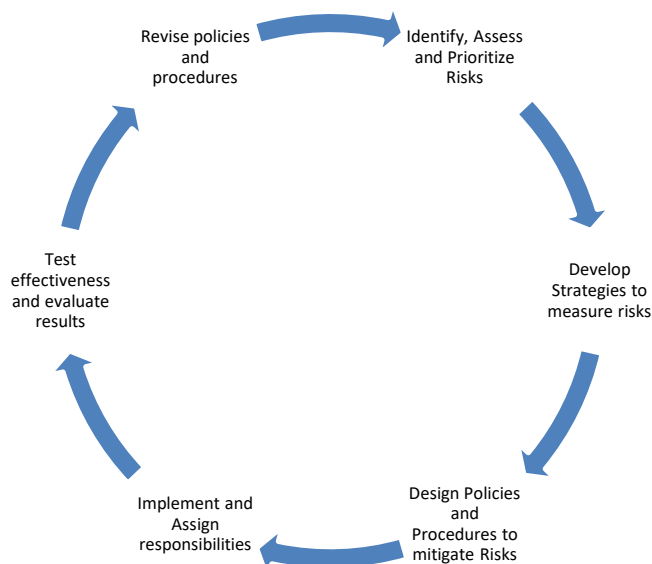 Revise policies
and
procedures
Identify, Assess
and Prioritize
Risks
Develop
Strategies to
measure risks
Design Policies
and
Procedures to
mitigate Risks
Implement and
Assign
responsibilities
Test
effectiveness
and evaluate
results